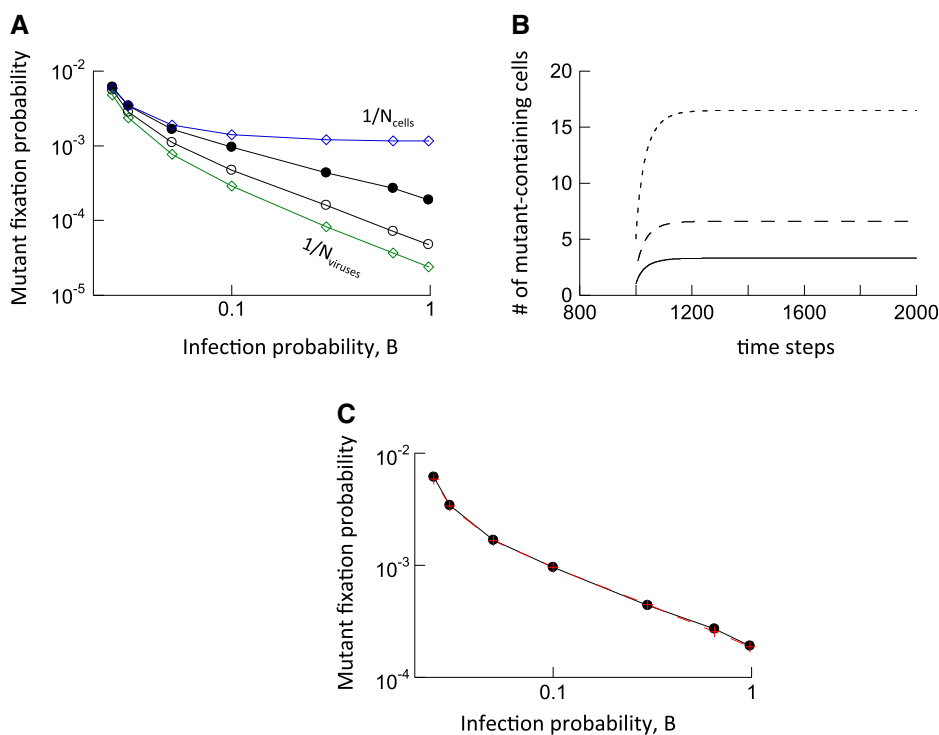 A
Mutant fixation probability
10-2
10-3
10-4
10-5
1/Ncells
1/Nviruses
0.1
1
Infection probability, B
B
# of mutant-containing cells
20
15
10
5
0
800
1200
1600
2000
time steps
C
Mutant fixation probability
10-2
10-3
10-4
0.1
1
Infection probability, B